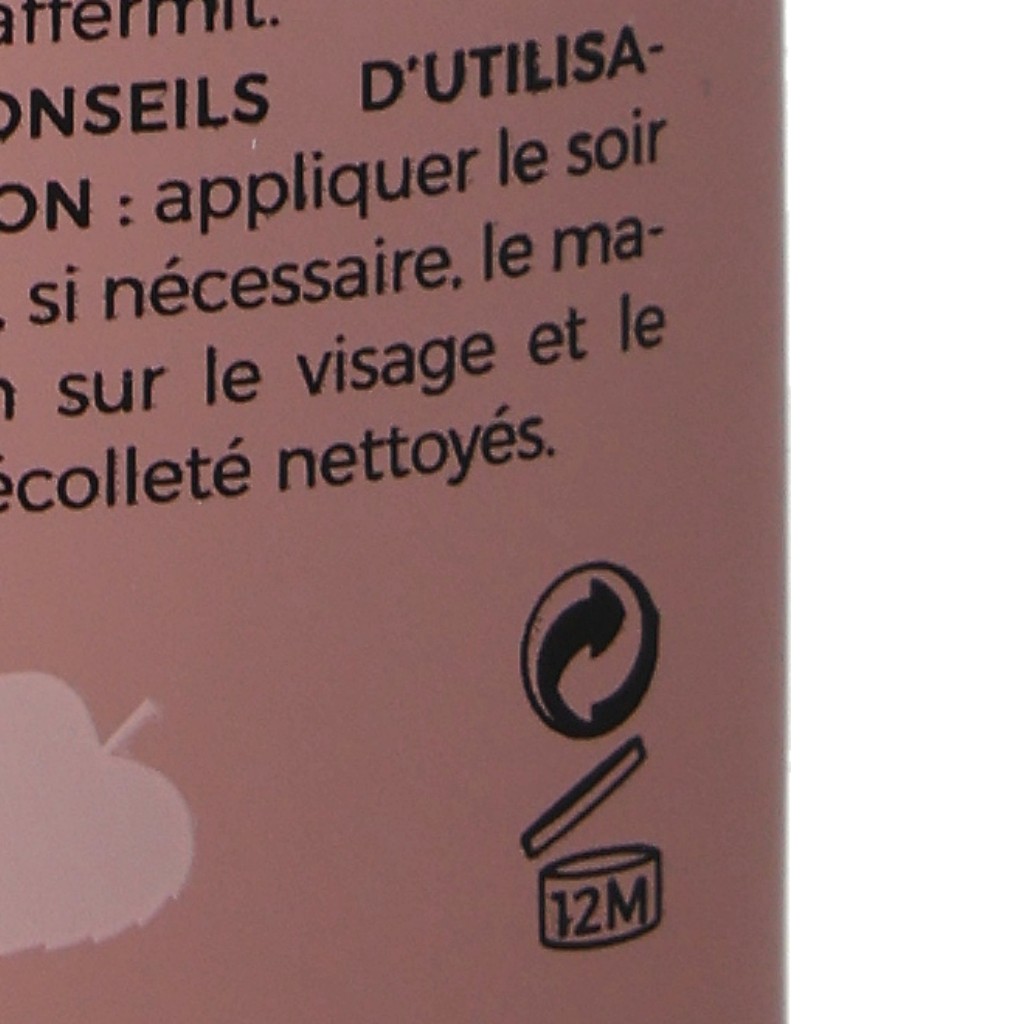 affermit.
ONSEILS D'UTILISA-
ON : appliquer le soir
, si nécessaire, le ma-
n sur le visage et le
écolleté nettoyés.
12M